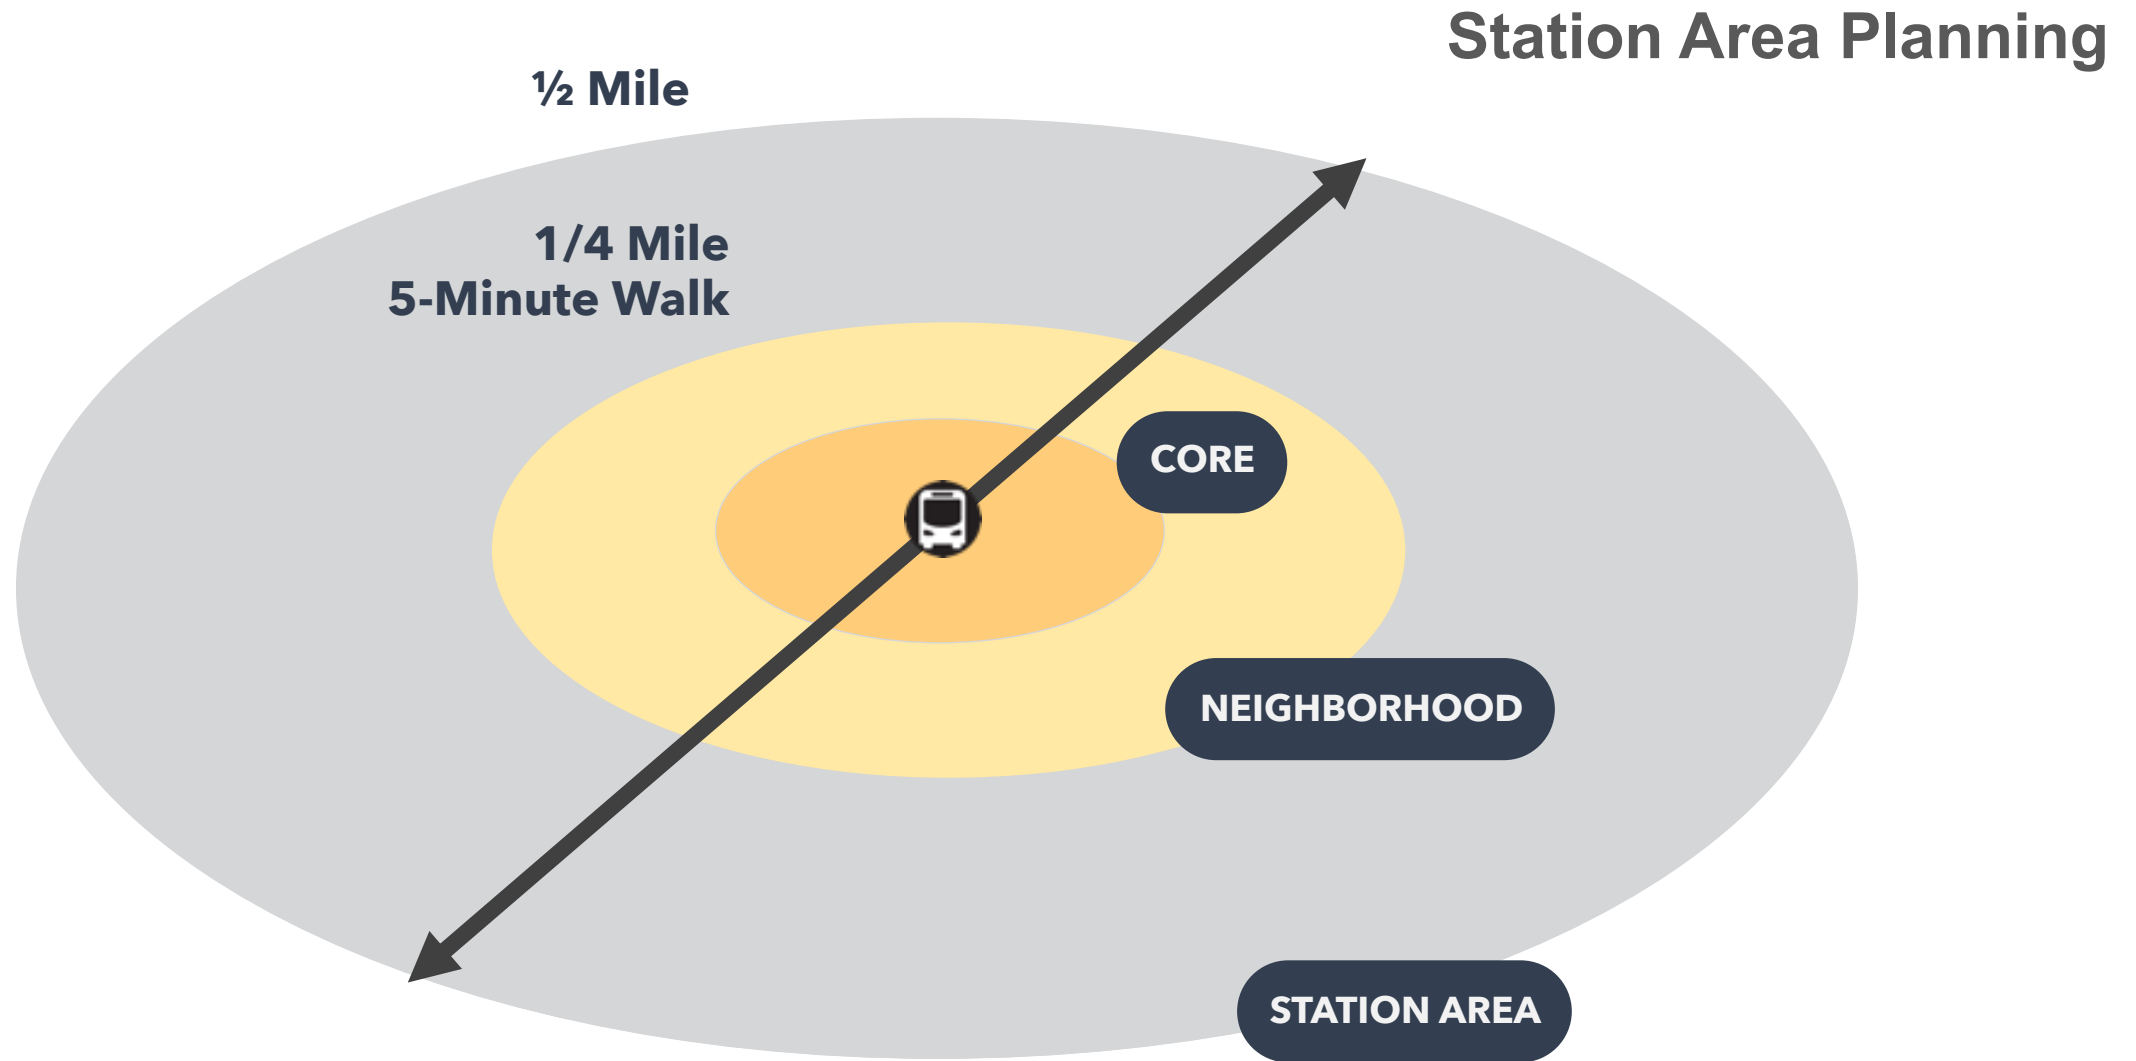 Station Area Planning
½ Mile
1/4 Mile
5-Minute Walk
CORE
NEIGHBORHOOD
STATION AREA